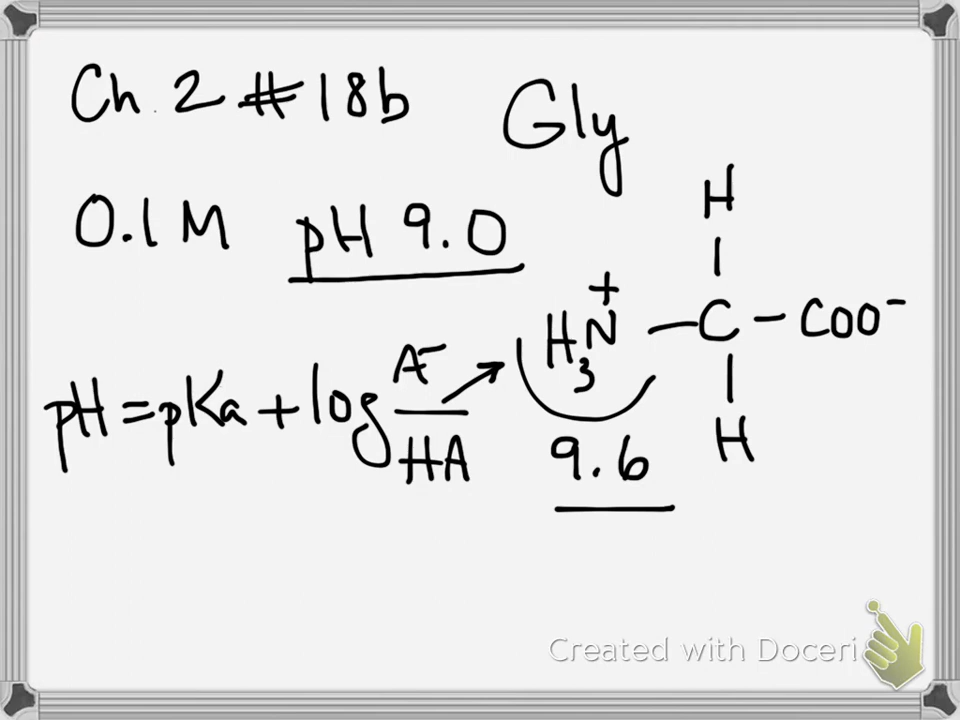 Ch. 2 #18b
Gly
0.1 M pH 9.0
H
H₃N⁺ – C – COO⁻
H
pH = pKa + log A⁻/HA
9.6
Created with Doceri